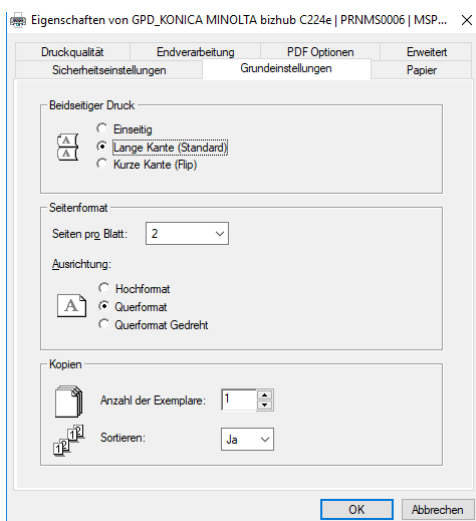 Eigenschaften von GPD_KONICA MINOLTA bizhub C224e | PRNMS0006 | MSP...
Druckqualität Endverarbeitung PDF Optionen Erweitert
Sicherheitseinstellungen Grundeinstellungen Papier
Beidseitiger Druck
Einseitig
Lange Kante (Standard)
Kurze Kante (Flip)
Seitenformat
Seiten pro Blatt: 2
Ausrichtung:
Hochformat
Querformat
Querformat Gedreht
Kopien
Anzahl der Exemplare: 1
Sortieren: Ja
OK Abbrechen